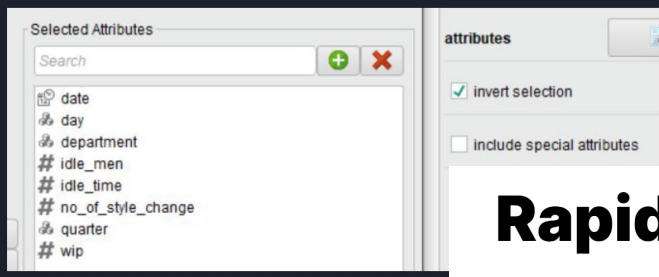 Selected Attributes
Search
date
day
department
# idle_men
# idle_time
# no_of_style_change
quarter
# wip
attributes
invert selection
include special attributes
Rapid